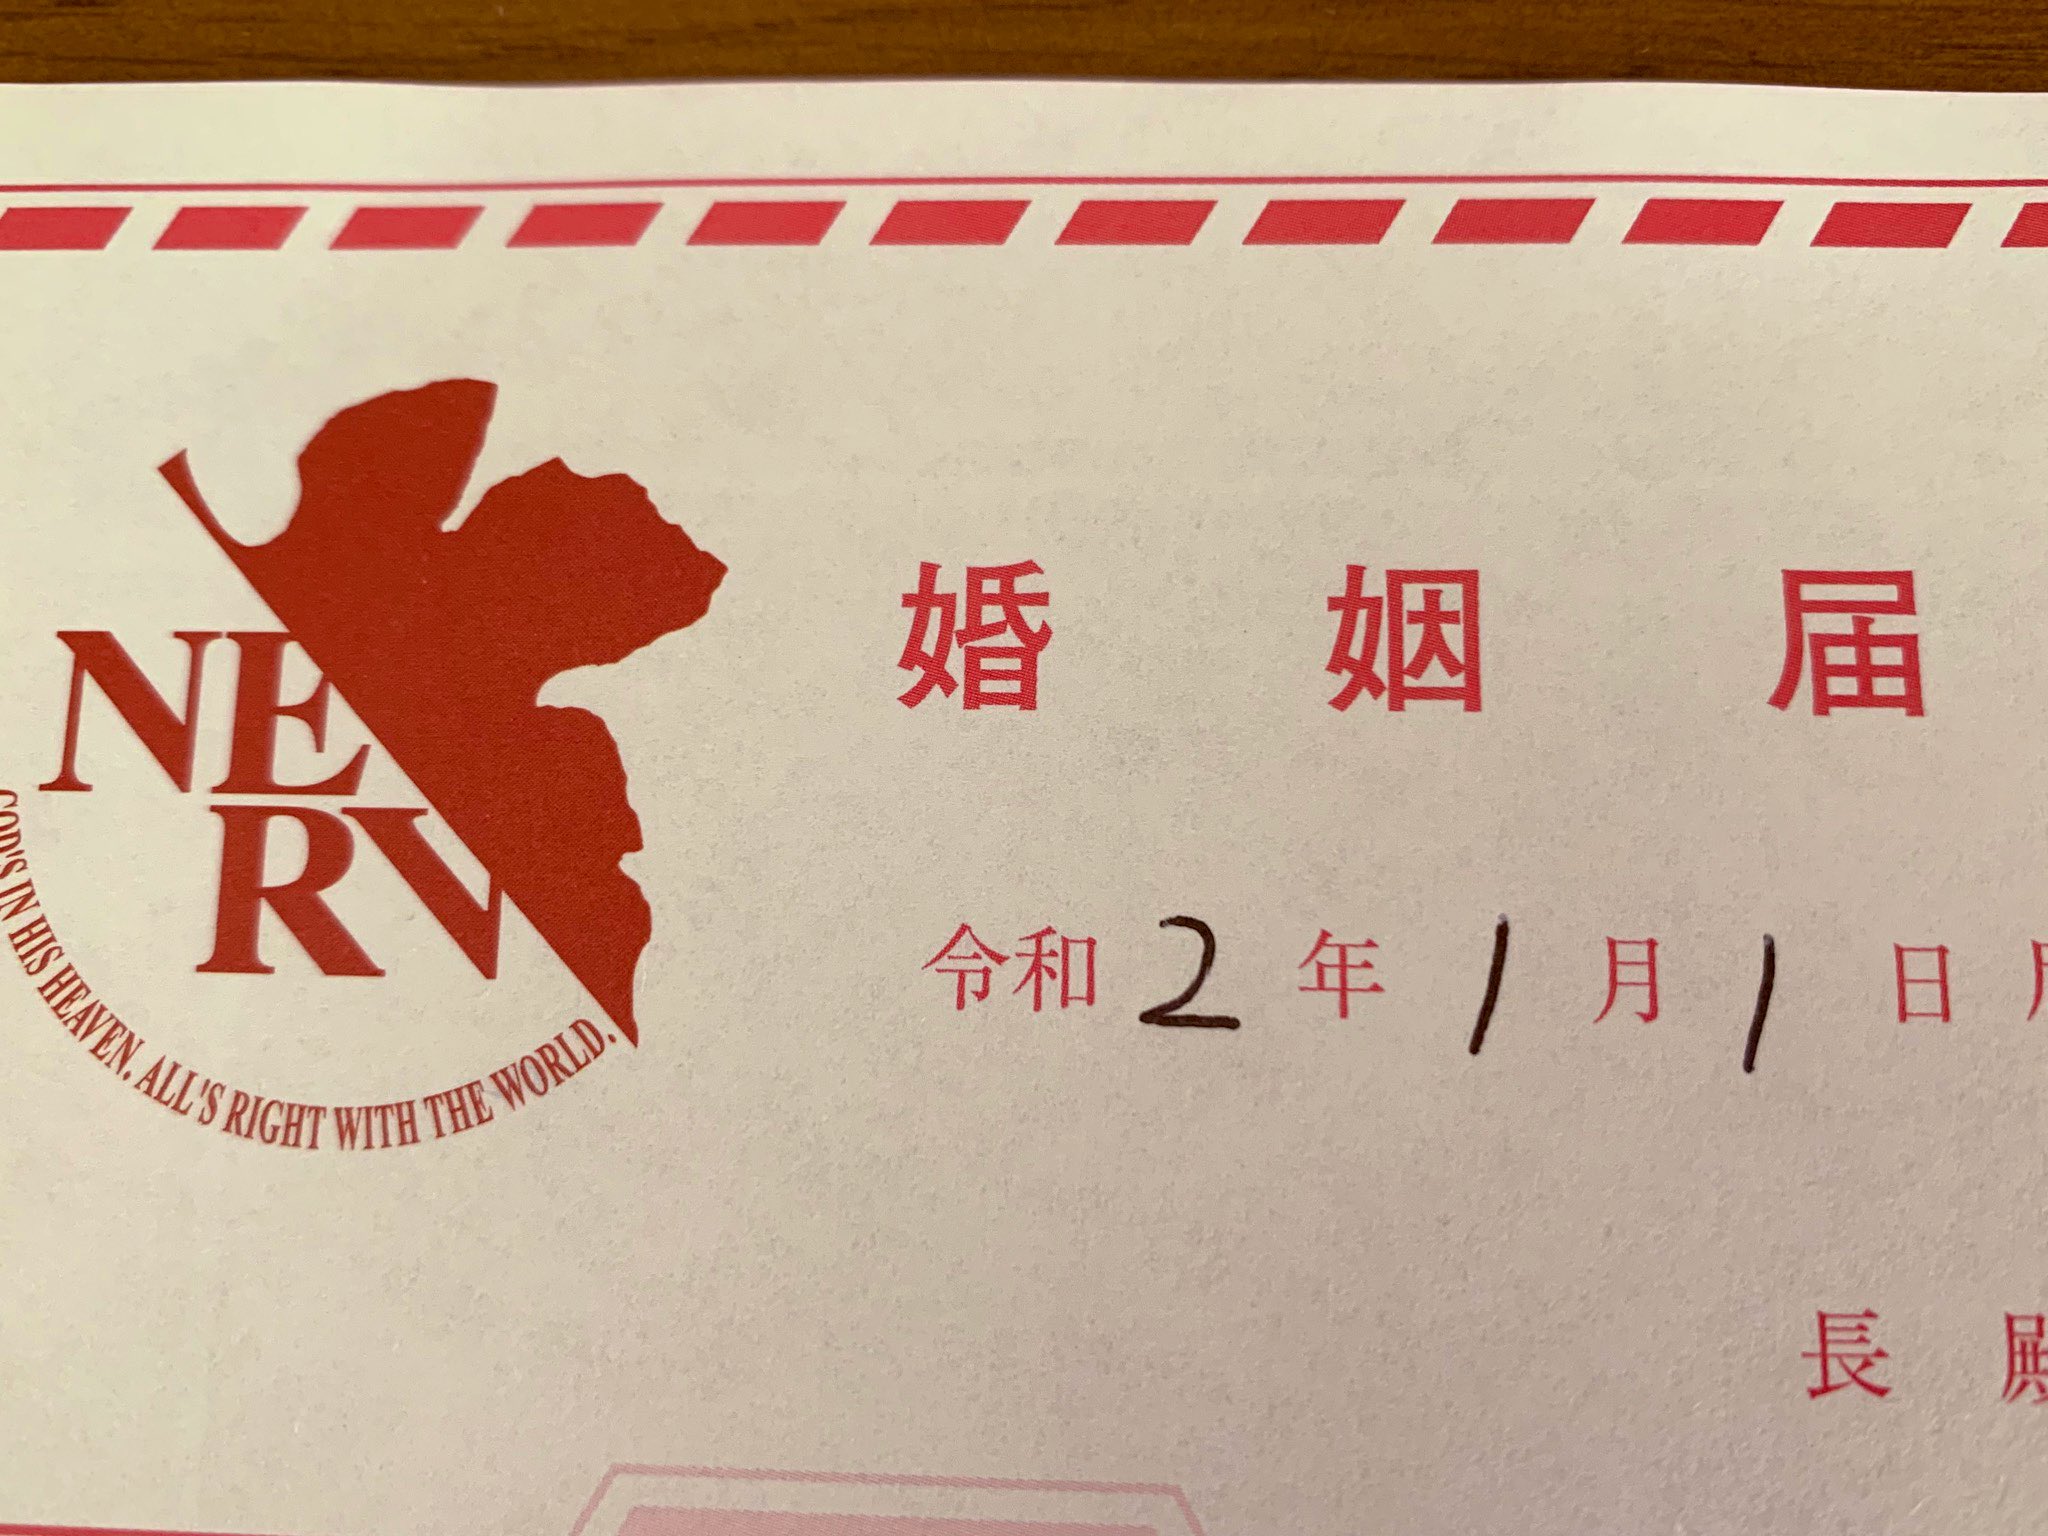 婚姻届
NERV
GOD'S IN HIS HEAVEN. ALL'S RIGHT WITH THE WORLD.
令和 2 年 1 月 1 日
長